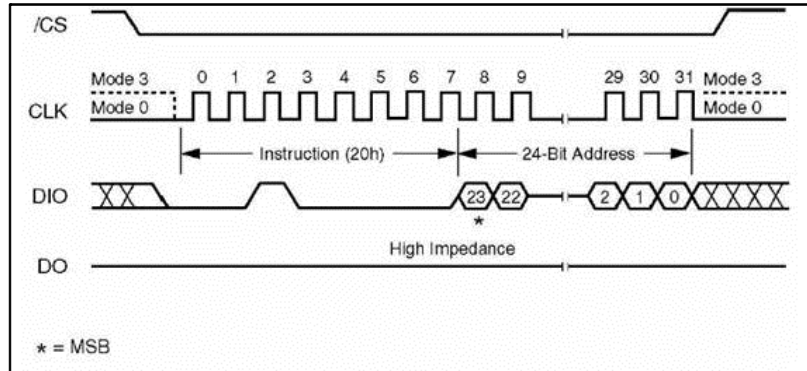 /CS
Mode 3 0 1 2 3 4 5 6 7 8 9 29 30 31 Mode 3
CLK Mode 0 Mode 0
Instruction (20h) 24-Bit Address
DIO 23 22 2 1 0
*
High Impedance
DO
* = MSB